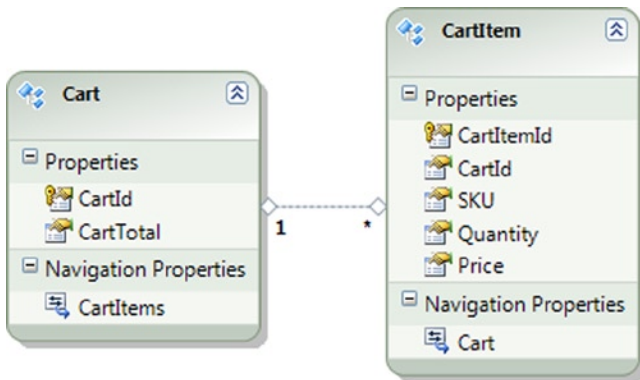 Cart
Properties
CartId
CartTotal
Navigation Properties
CartItems
1
*
CartItem
Properties
CartItemId
CartId
SKU
Quantity
Price
Navigation Properties
Cart